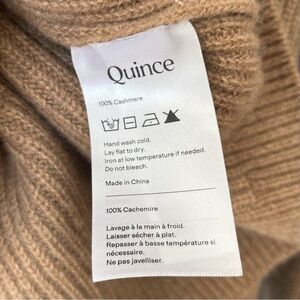 Quince
100% Cashmere
Hand wash cold.
Lay flat to dry.
Iron at low temperature if needed.
Do not bleach.
Made in China
100% Cachemire
Lavage à la main à froid.
Laisser sécher à plat.
Repasser à basse température si
nécessaire.
Ne pas javelliser.